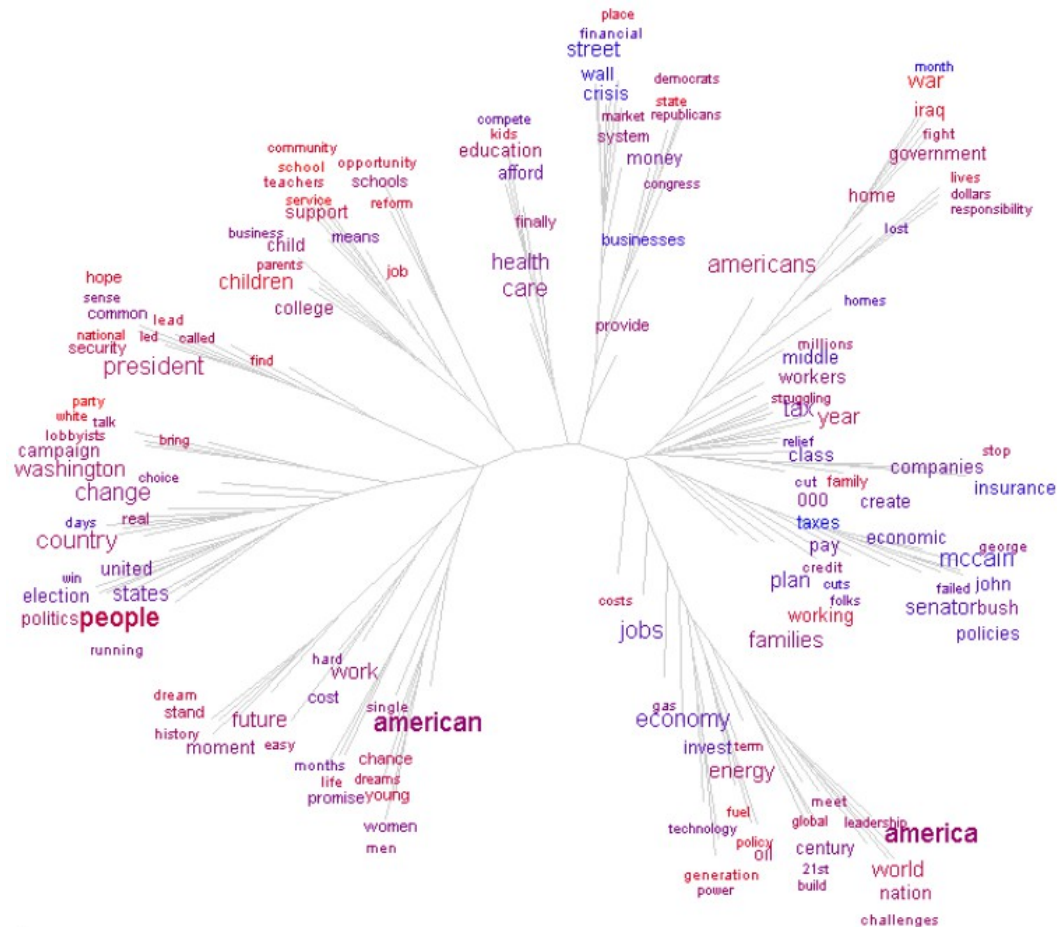 place
financial
street
wall
crisis
democrats
state
market republicans
system
money
congress
businesses
provide
month
war
iraq
fight
government
lives
home
dollars
responsibility
lost
americans
homes
compete
kids
education
afford
finally
health
care
community
school
opportunity
teachers
schools
service
reform
support
business
means
child
parents
job
children
college
hope
sense
common
lead
national
led
called
security
find
president
party
white
talk
lobbyists
bring
campaign
washington
choice
change
days
real
country
win
united
election
states
politics people
running
millions
middle
workers
struggling
tax
year
relief
class
stop
companies
insurance
cut
family
000
create
taxes
economic
pay
george
mccain
credit
plan
cuts
failed
john
folks
senator bush
working
policies
families
costs
jobs
hard
work
cost
dream
single
stand
future
american
history
moment
easy
months
chance
life
dreams
promise
young
women
men
gas
economy
invest
term
energy
meet
fuel
global
leadership
technology
america
policy
century
oil
21st
world
generation
build
power
nation
challenges